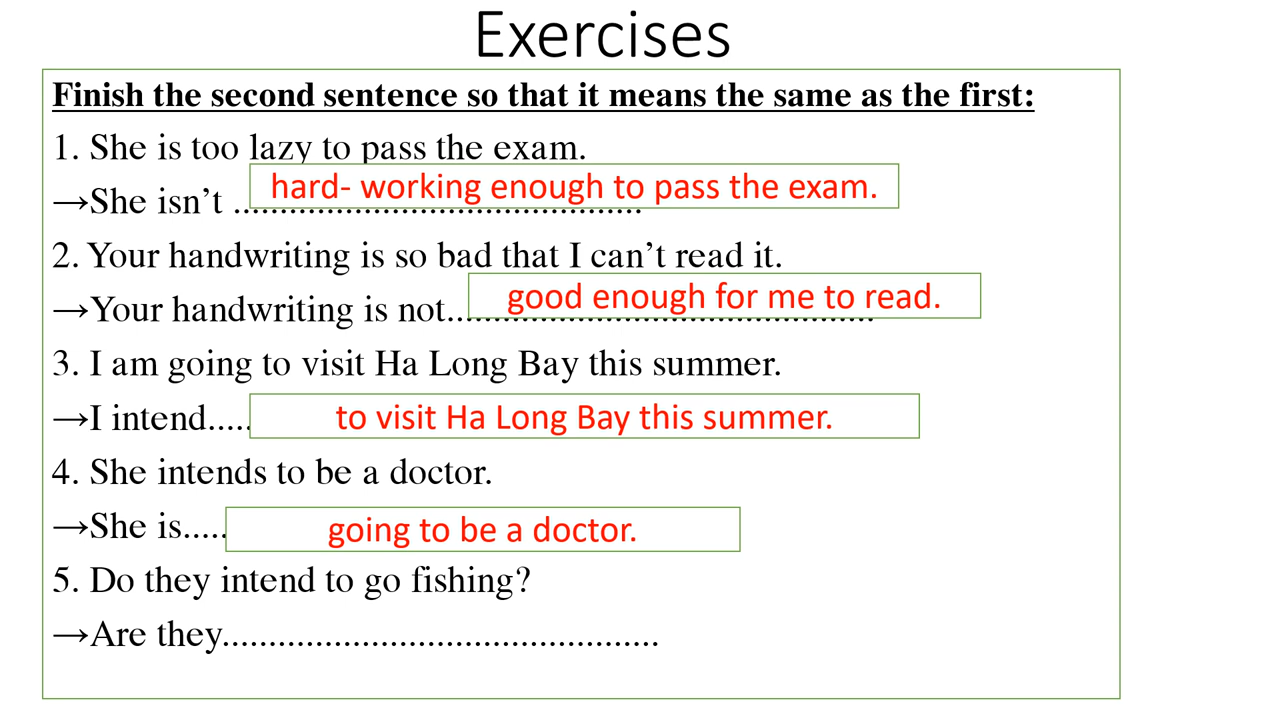 Exercises
Finish the second sentence so that it means the same as the first:
1. She is too lazy to pass the exam.
→She isn’t ............................................ hard- working enough to pass the exam.
2. Your handwriting is so bad that I can’t read it.
→Your handwriting is not.............................................. good enough for me to read.
3. I am going to visit Ha Long Bay this summer.
→I intend..... to visit Ha Long Bay this summer.
4. She intends to be a doctor.
→She is..... going to be a doctor.
5. Do they intend to go fishing?
→Are they...............................................